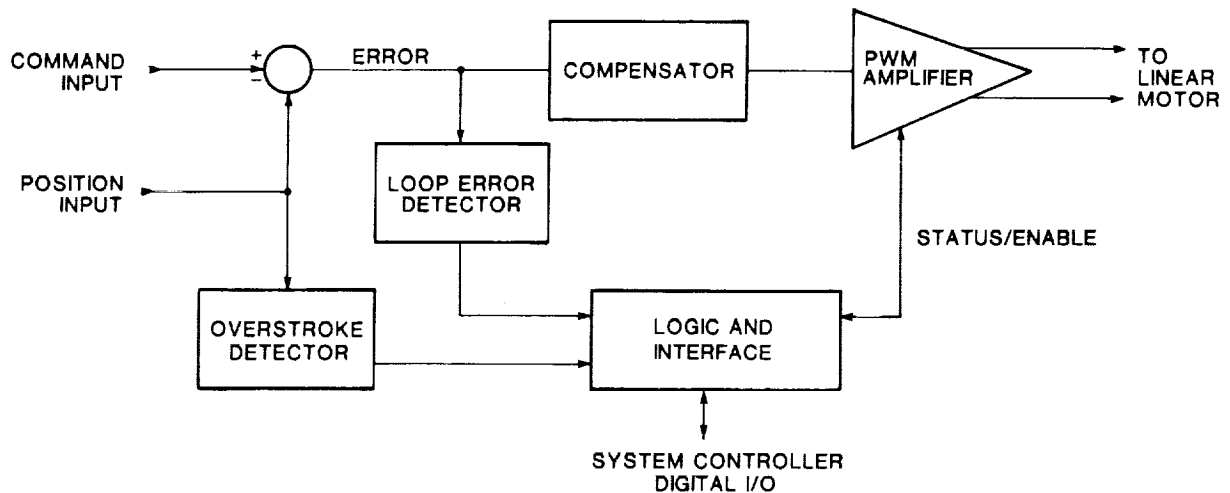 +
ERROR
COMMAND
INPUT
−
COMPENSATOR
PWM
AMPLIFIER
TO
LINEAR
MOTOR
POSITION
INPUT
LOOP ERROR
DETECTOR
STATUS/ENABLE
OVERSTROKE
DETECTOR
LOGIC AND
INTERFACE
SYSTEM CONTROLLER
DIGITAL I/O